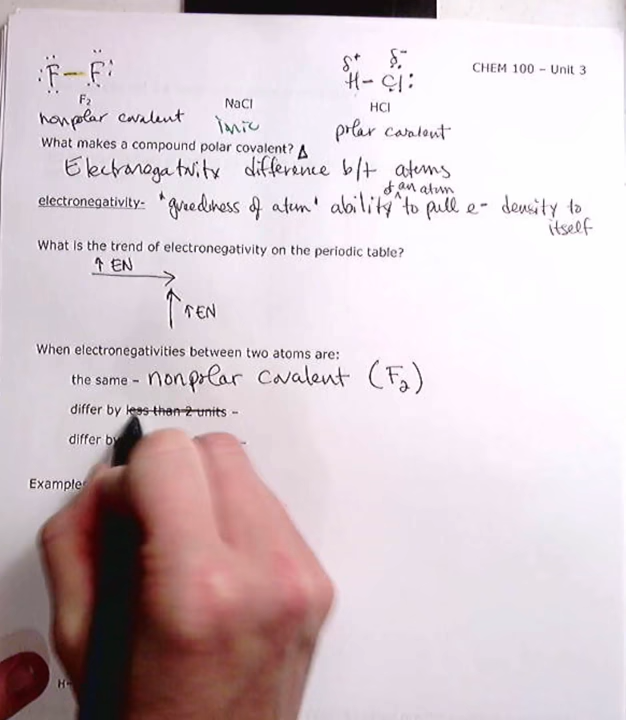 :F — F:
δ+ δ-
H - Cl:
CHEM 100 – Unit 3
F2
NaCl
HCl
nonpolar covalent
ionic
polar covalent
What makes a compound polar covalent? Δ
Electronegativity difference b/t atoms
electronegativity- "greediness of atom" ability of an atom to pull e- density to itself
What is the trend of electronegativity on the periodic table?
↑ EN
↑EN
When electronegativities between two atoms are:
the same - nonpolar covalent (F2)
differ by less than 2 units –
differ by –
Example
H-